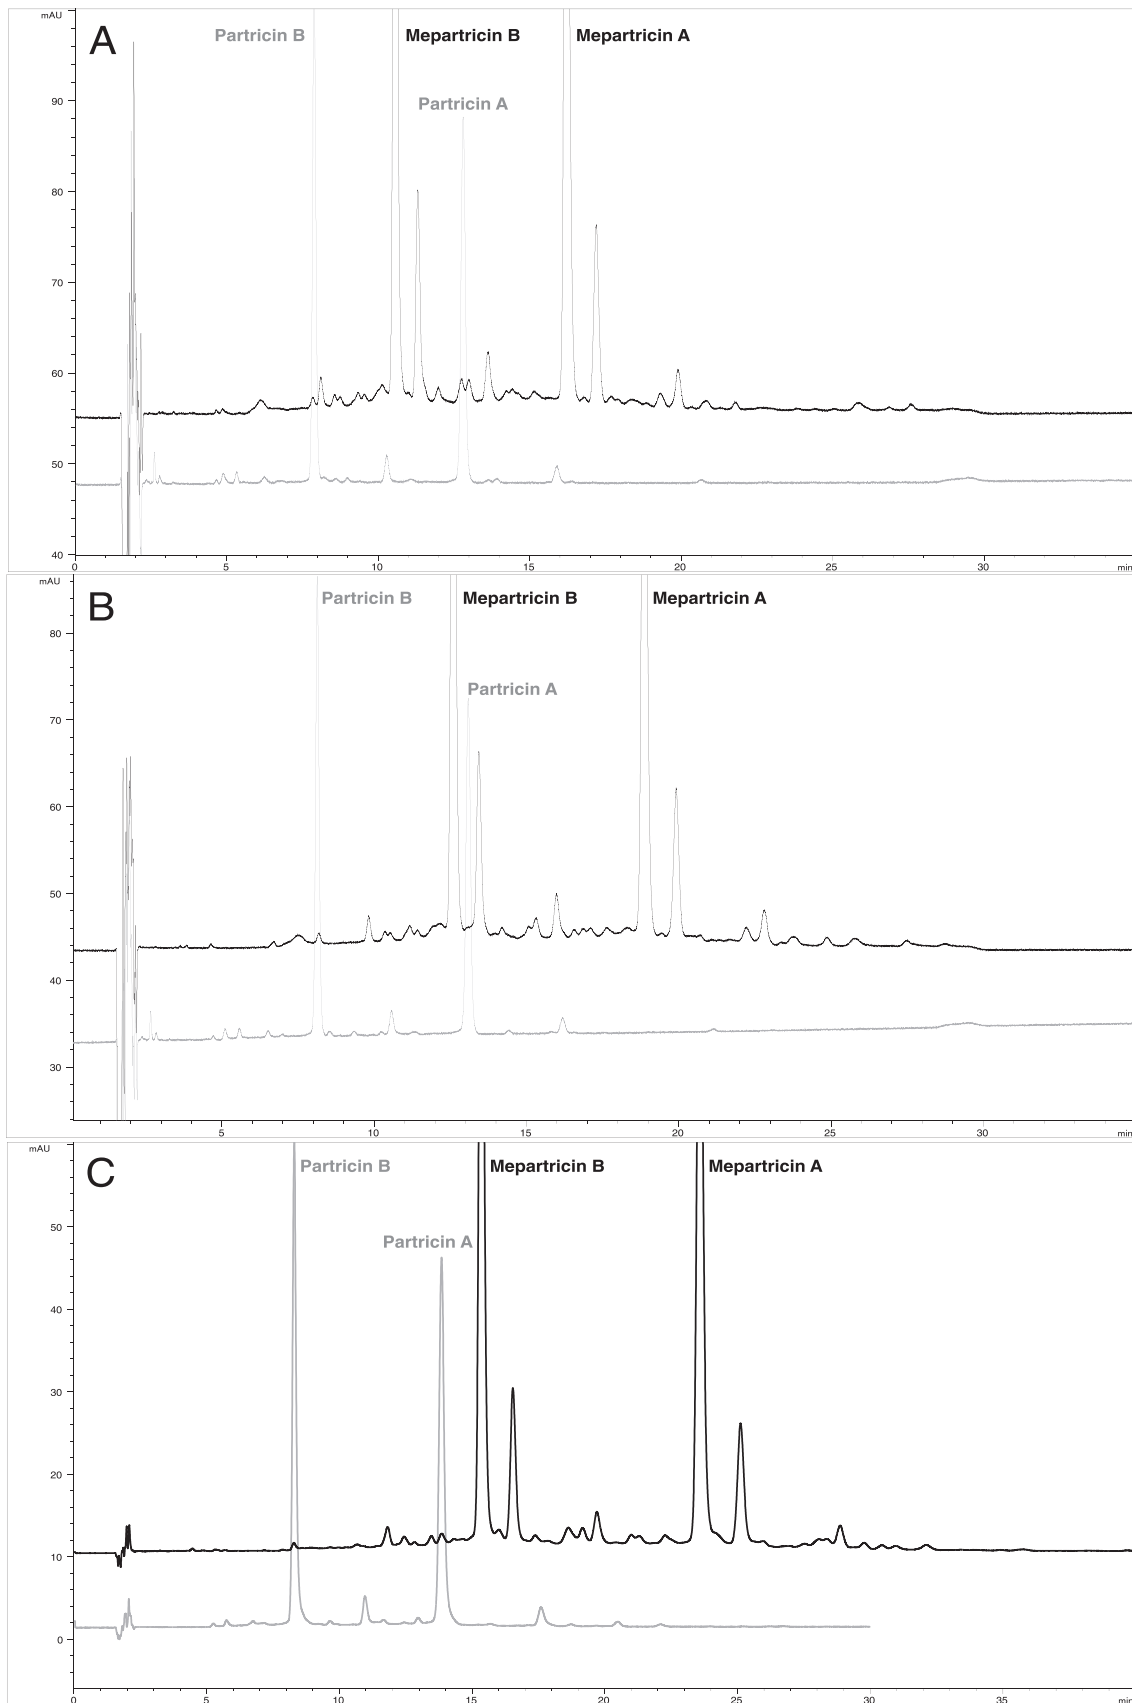 mAU
A
Partricin B
Mepartricin B
Mepartricin A
Partricin A
90
80
70
60
50
40
0 5 10 15 20 25 30 min
mAU
B
Partricin B
Mepartricin B
Mepartricin A
Partricin A
80
70
60
50
40
30
5 10 15 20 25 30 min
mAU
C
Partricin B
Mepartricin B
Mepartricin A
Partricin A
50
40
30
20
10
0
0 5 10 15 20 25 30 35 min